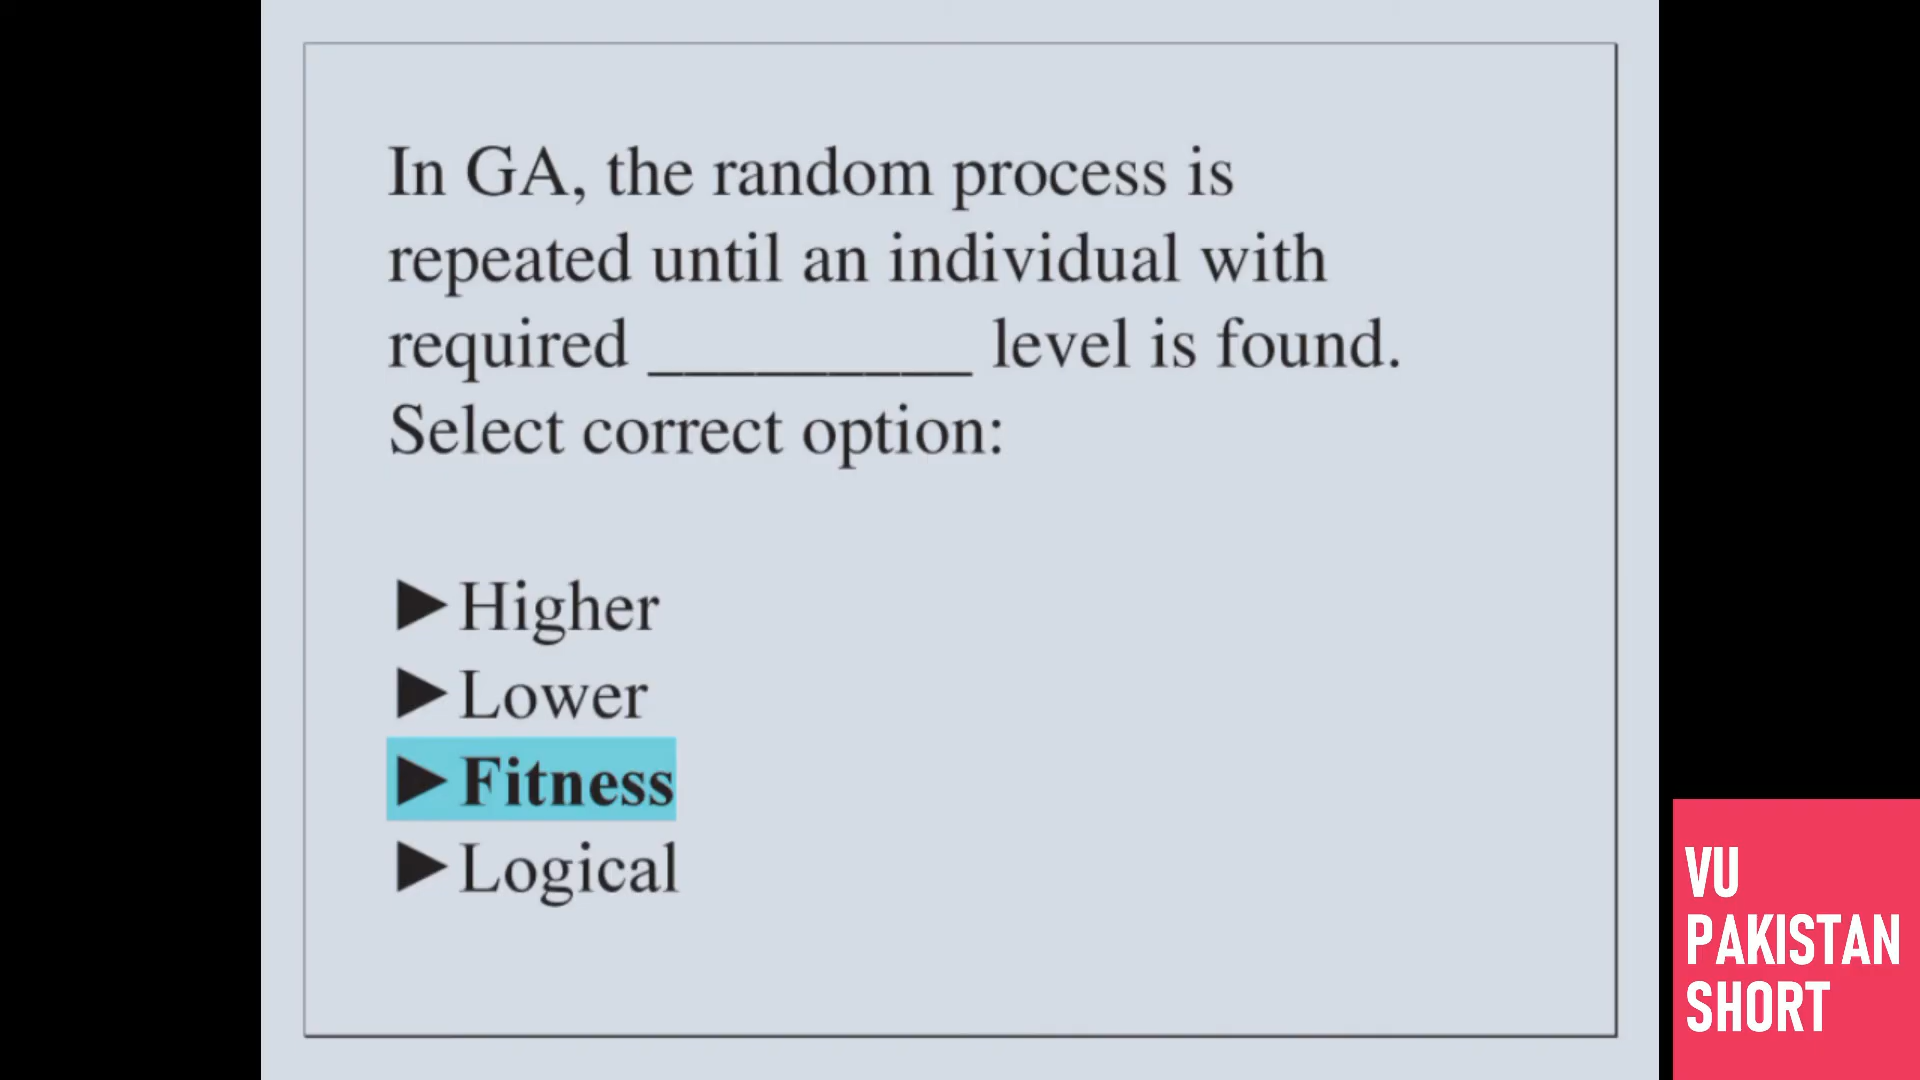 In GA, the random process is
repeated until an individual with
required _________ level is found.
Select correct option:
►Higher
►Lower
►Fitness
►Logical
VU
PAKISTAN
SHORT